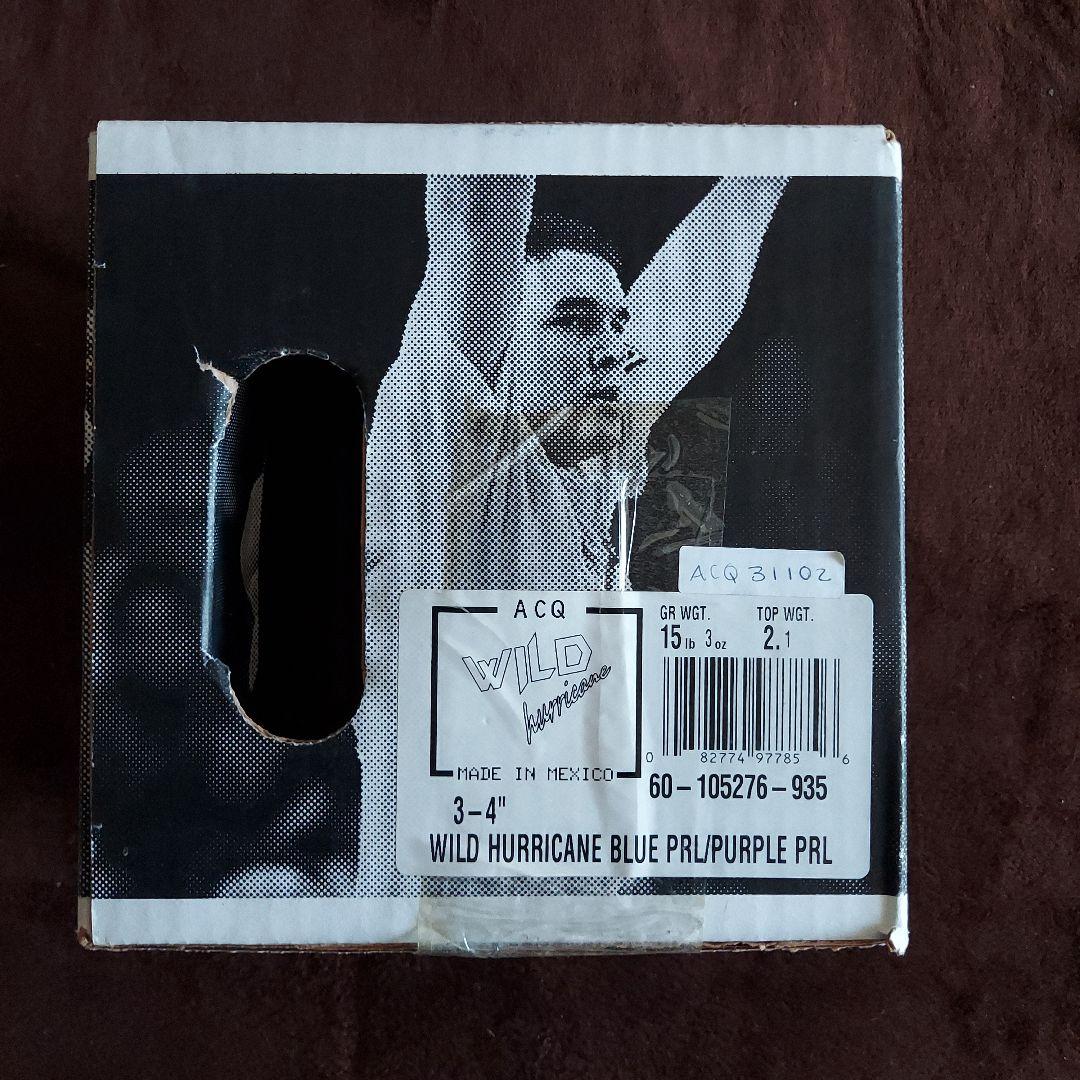 ACQ 31102
ACQ
WILD
hurricane
MADE IN MEXICO
3-4"
GR WGT. TOP WGT.
15 lb 3 oz 2.1
0 82774 97785 6
60-105276-935
WILD HURRICANE BLUE PRL/PURPLE PRL